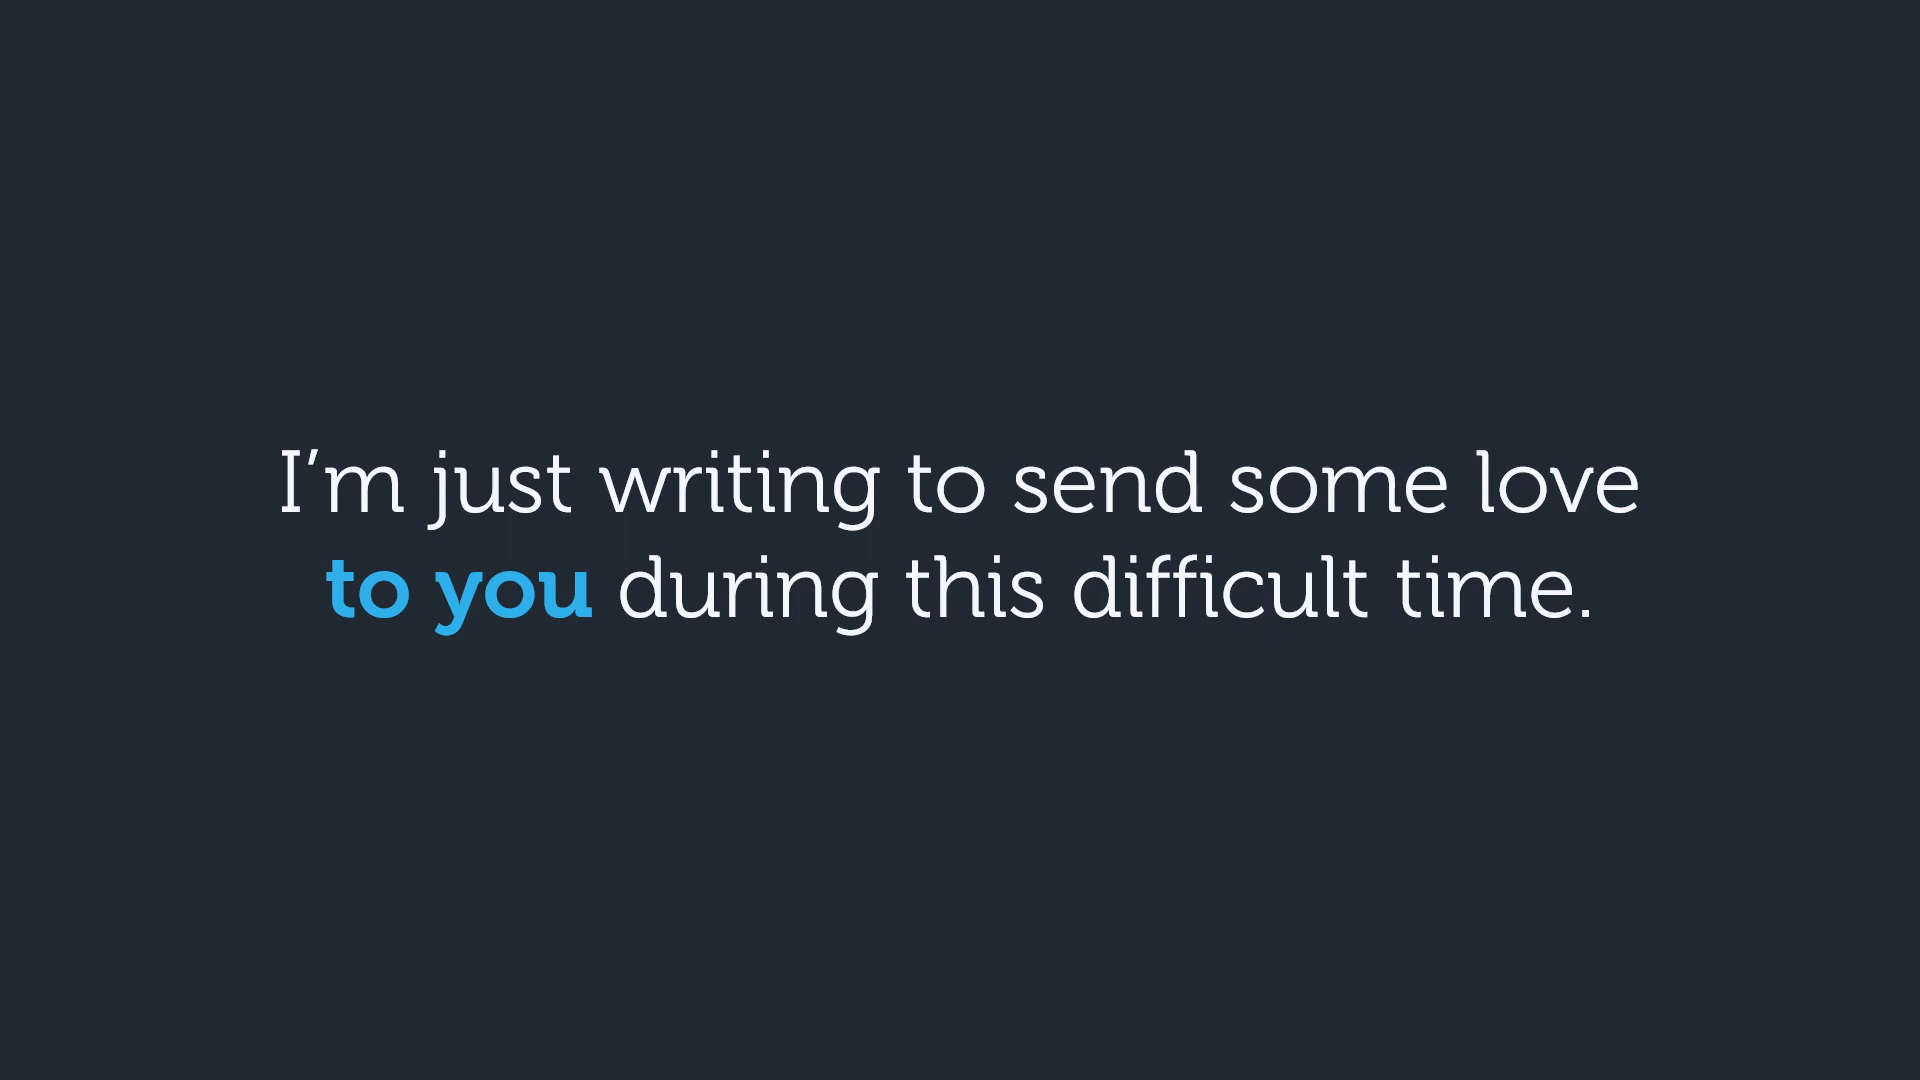 I’m just writing to send some love
to you during this difficult time.